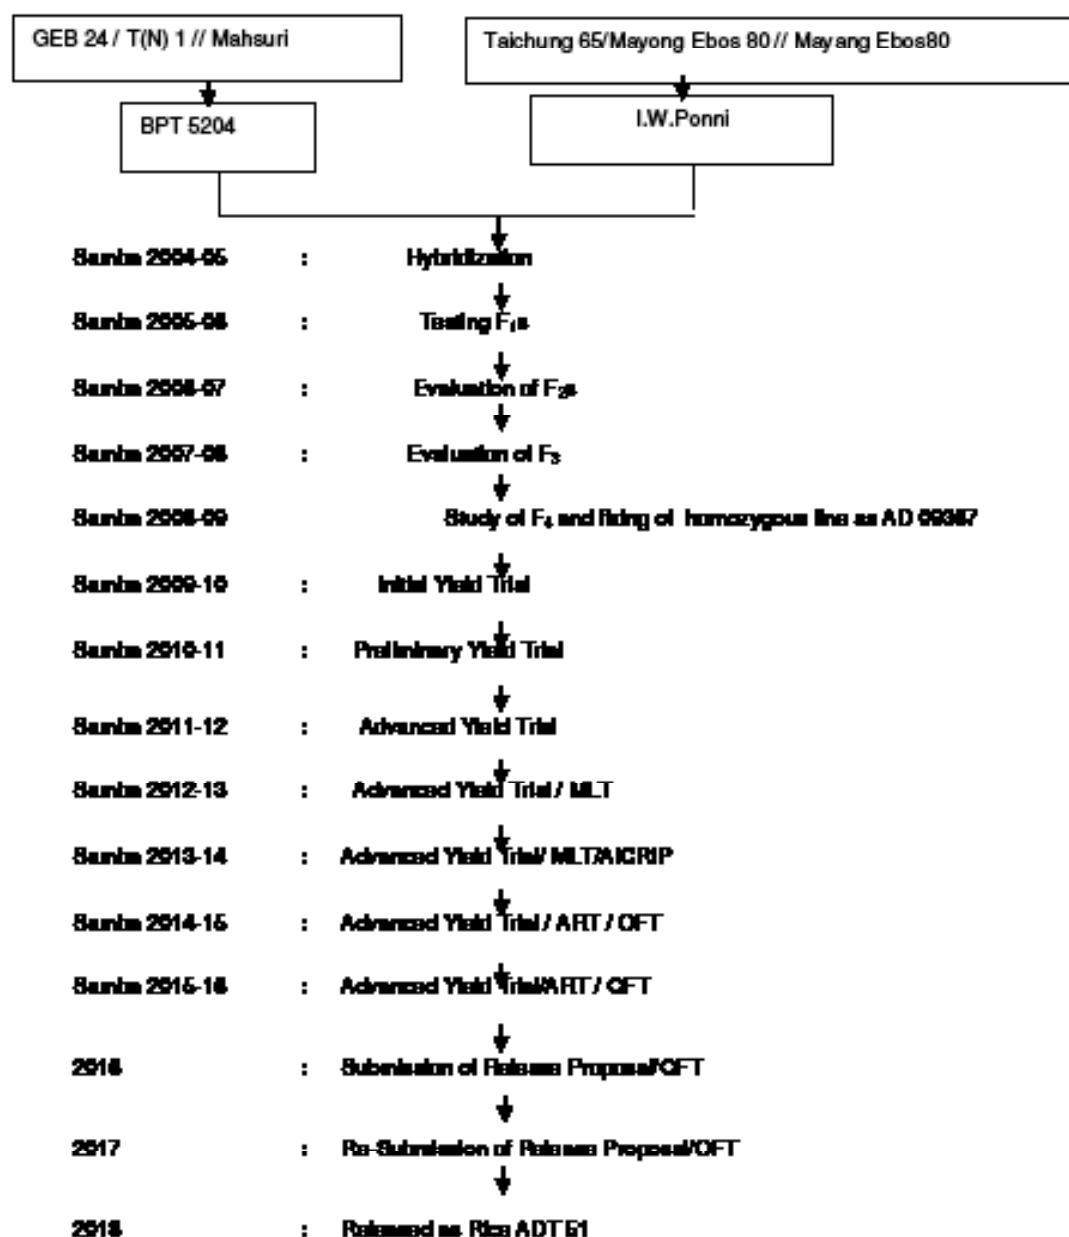 GEB 24 / T(N) 1 // Mahsuri
Taichung 65/Mayong Ebos 80 // Mayang Ebos80
BPT 5204
I.W.Ponni
Samba 2004-05 : Hybridization
Samba 2005-06 : Testing F₁s
Samba 2006-07 : Evaluation of F₂s
Samba 2007-08 : Evaluation of F₃
Samba 2008-09 Study of F₄ and fixing of homozygous line as AD 09367
Samba 2009-10 : Initial Yield Trial
Samba 2010-11 : Preliminary Yield Trial
Samba 2011-12 : Advanced Yield Trial
Samba 2012-13 : Advanced Yield Trial / MLT
Samba 2013-14 : Advanced Yield Trial/ MLT/AICRIP
Samba 2014-15 : Advanced Yield Trial / ART / OFT
Samba 2015-16 : Advanced Yield Trial/ART / OFT
2016 : Submission of Release Proposal/OFT
2017 : Re-Submission of Release Proposal/OFT
2018 : Released as Rice ADT 51